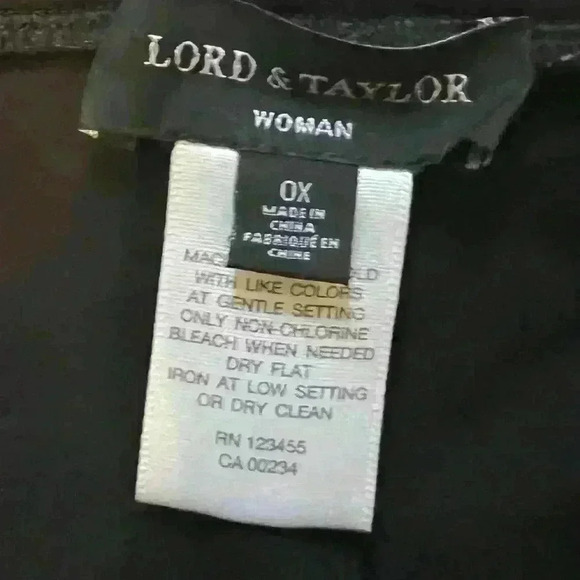 LORD & TAYLOR
WOMAN
0X
MADE IN
CHINA
FABRIQUÉ EN
CHINE
WITH LIKE COLORS
AT GENTLE SETTING
ONLY NON-CHLORINE
BLEACH WHEN NEEDED
DRY FLAT
IRON AT LOW SETTING
OR DRY CLEAN
RN 123455
CA 00234